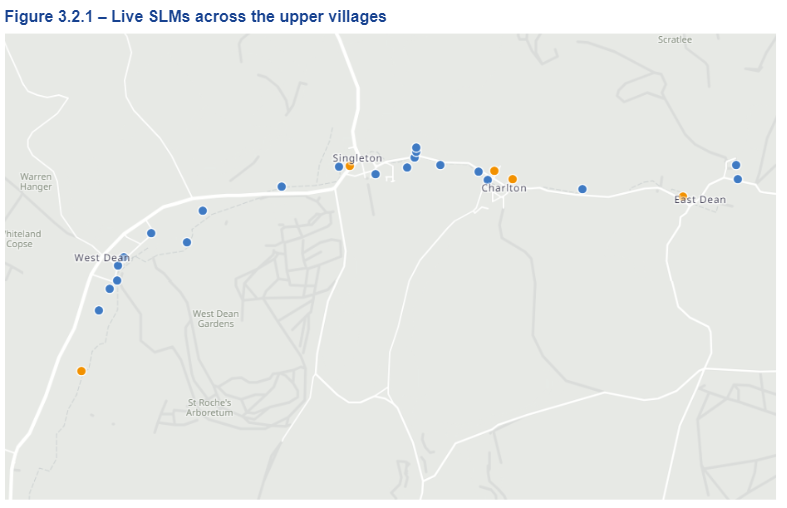 Figure 3.2.1 – Live SLMs across the upper villages
Scratlee
Singleton
Warren
Hanger
Charlton
East Dean
hiteland
Copse
West Dean
West Dean
Gardens
St Roche's
Arboretum